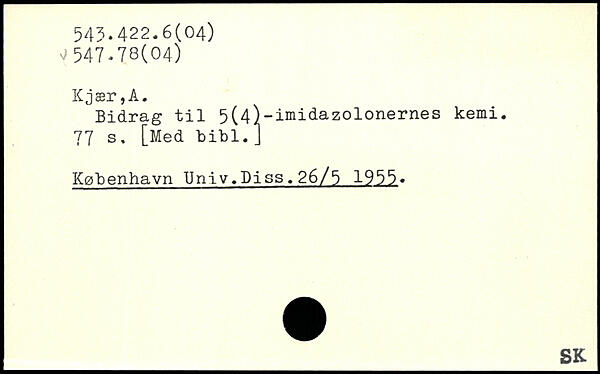 543.422.6(04)
✓547.78(04)
Kjær,A.
Bidrag til 5(4)-imidazolonernes kemi.
77 s. [Med bibl.]
København Univ.Diss.26/5 1955.
SK